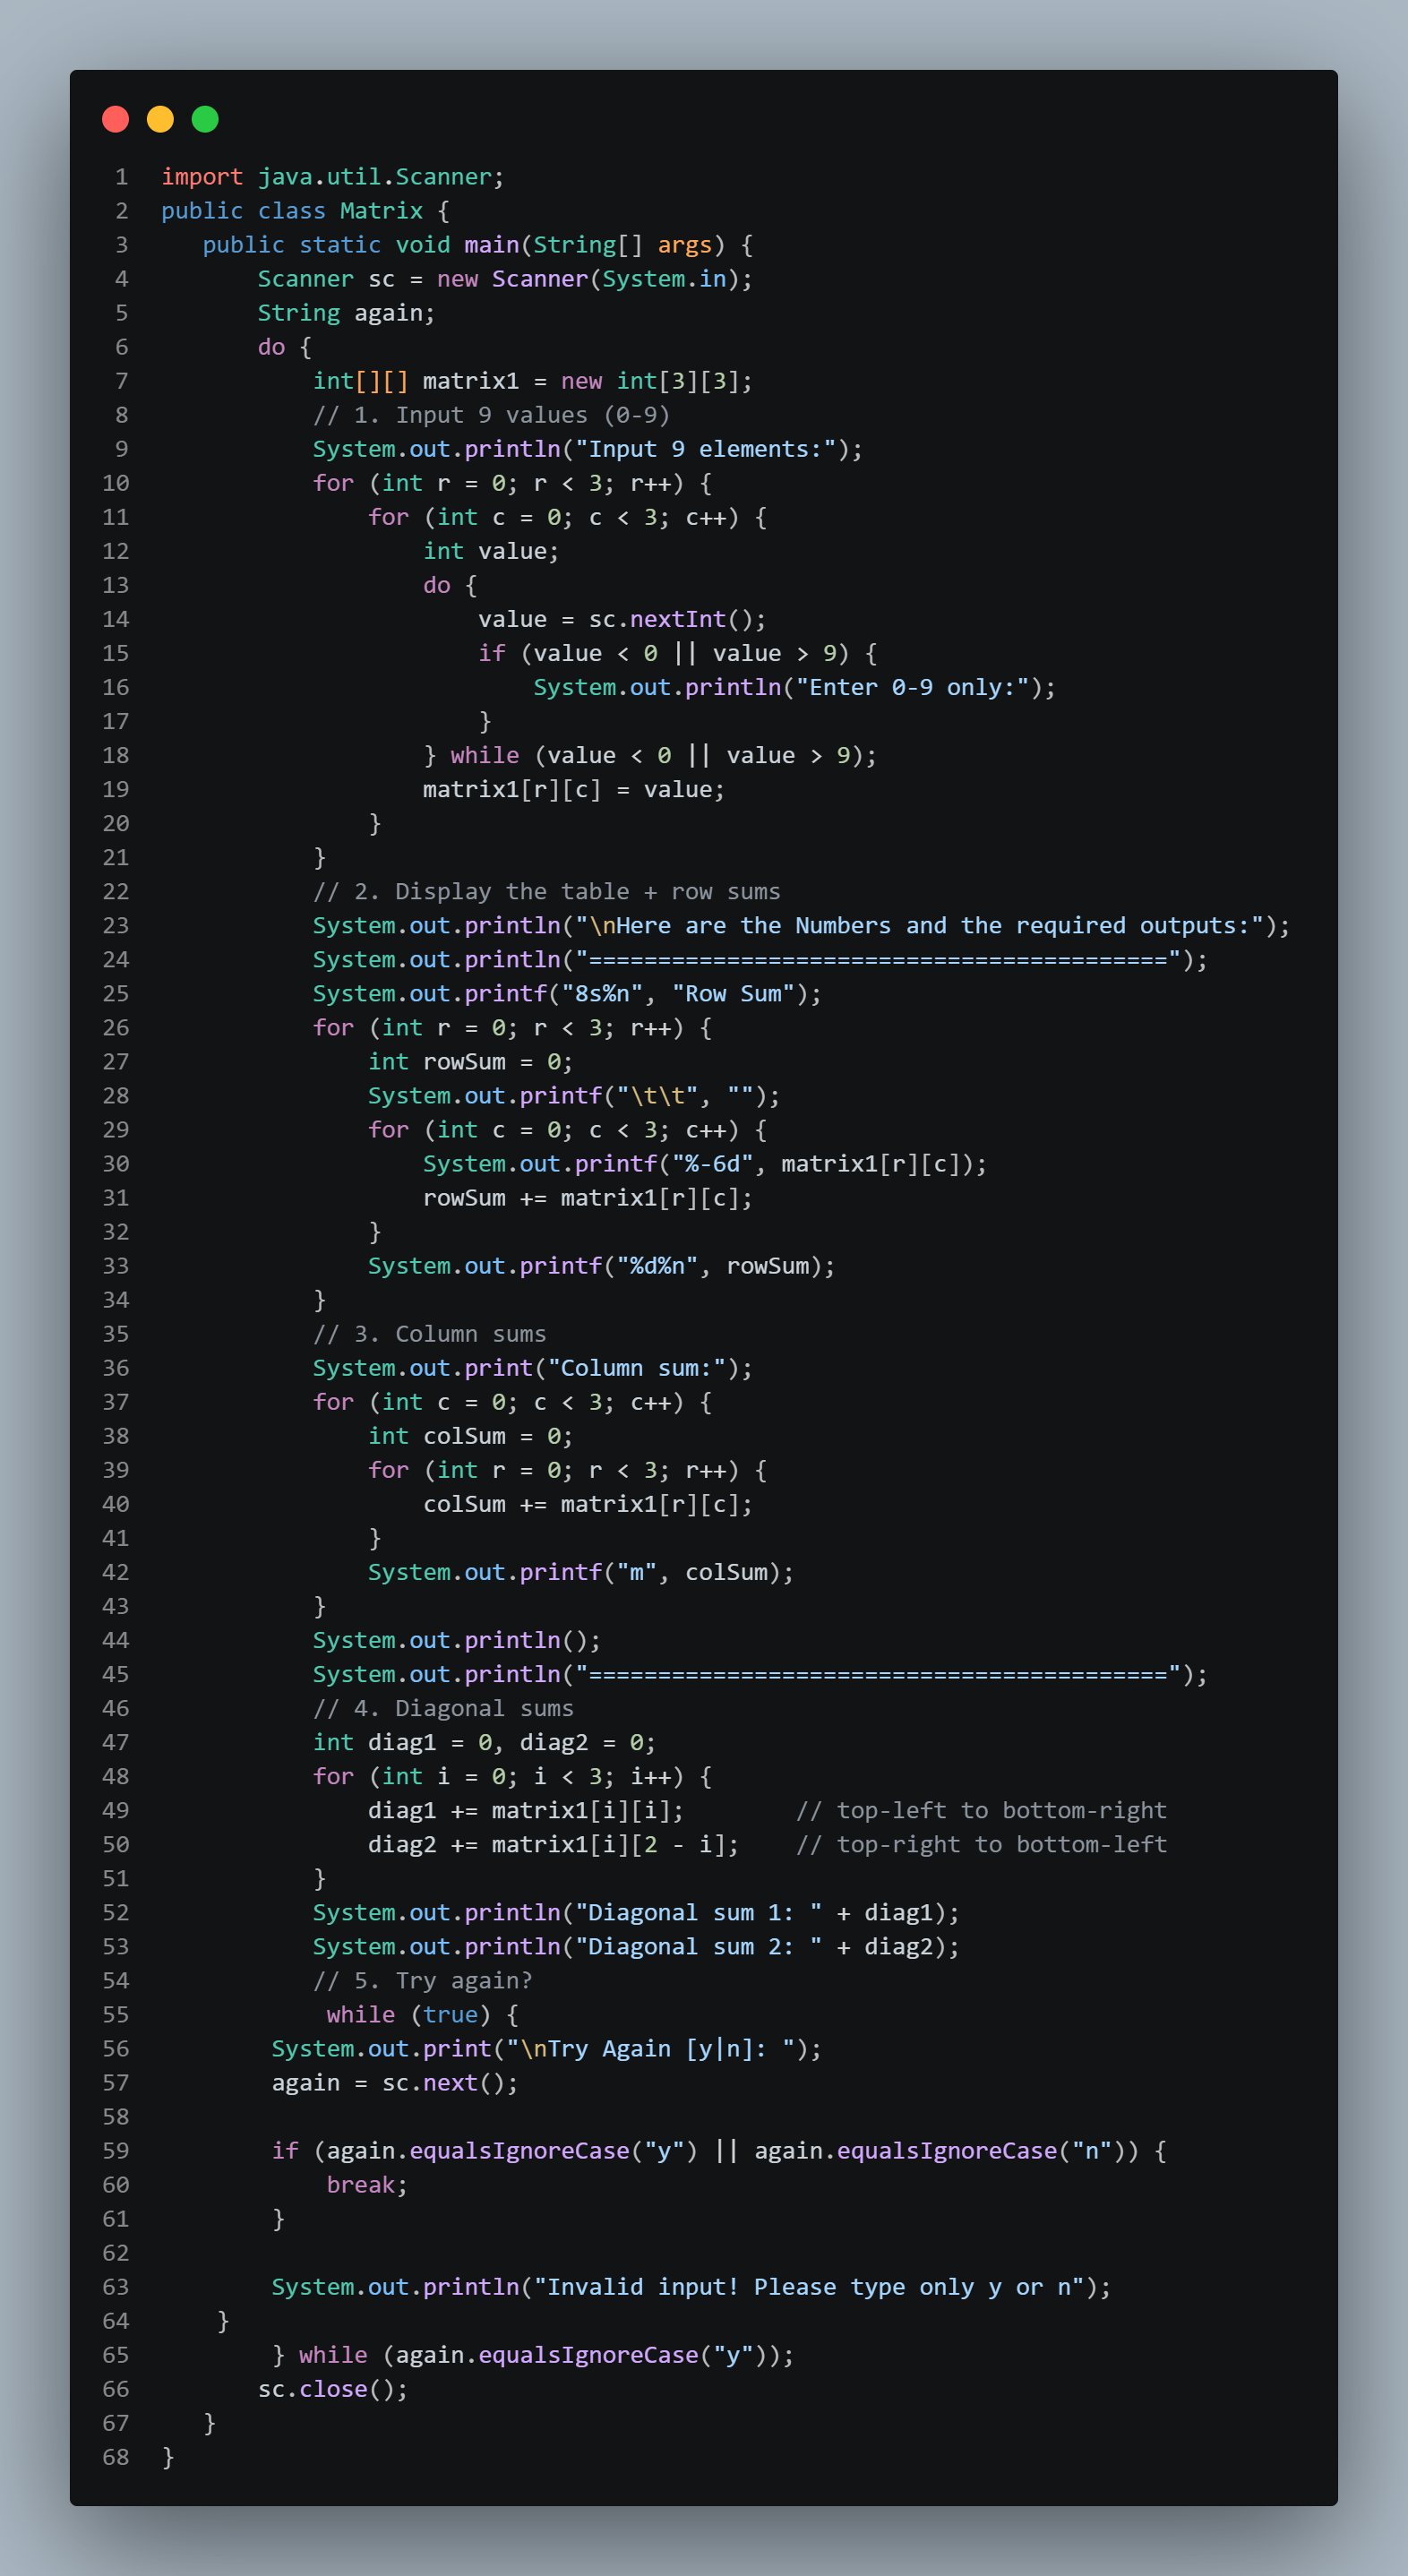 1 import java.util.Scanner;
2 public class Matrix {
3    public static void main(String[] args) {
4        Scanner sc = new Scanner(System.in);
5        String again;
6        do {
7            int[][] matrix1 = new int[3][3];
8            // 1. Input 9 values (0-9)
9            System.out.println("Input 9 elements:");
10            for (int r = 0; r < 3; r++) {
11                for (int c = 0; c < 3; c++) {
12                    int value;
13                    do {
14                        value = sc.nextInt();
15                        if (value < 0 || value > 9) {
16                            System.out.println("Enter 0-9 only:");
17                        }
18                    } while (value < 0 || value > 9);
19                    matrix1[r][c] = value;
20                }
21            }
22            // 2. Display the table + row sums
23            System.out.println("\nHere are the Numbers and the required outputs:");
24            System.out.println("==========================================");
25            System.out.printf("8s%n", "Row Sum");
26            for (int r = 0; r < 3; r++) {
27                int rowSum = 0;
28                System.out.printf("\t\t", "");
29                for (int c = 0; c < 3; c++) {
30                    System.out.printf("%-6d", matrix1[r][c]);
31                    rowSum += matrix1[r][c];
32                }
33                System.out.printf("%d%n", rowSum);
34            }
35            // 3. Column sums
36            System.out.print("Column sum:");
37            for (int c = 0; c < 3; c++) {
38                int colSum = 0;
39                for (int r = 0; r < 3; r++) {
40                    colSum += matrix1[r][c];
41                }
42                System.out.printf("m", colSum);
43            }
44            System.out.println();
45            System.out.println("==========================================");
46            // 4. Diagonal sums
47            int diag1 = 0, diag2 = 0;
48            for (int i = 0; i < 3; i++) {
49                diag1 += matrix1[i][i];        // top-left to bottom-right
50                diag2 += matrix1[i][2 - i];    // top-right to bottom-left
51            }
52            System.out.println("Diagonal sum 1: " + diag1);
53            System.out.println("Diagonal sum 2: " + diag2);
54            // 5. Try again?
55             while (true) {
56         System.out.print("\nTry Again [y|n]: ");
57         again = sc.next();
58
59         if (again.equalsIgnoreCase("y") || again.equalsIgnoreCase("n")) {
60             break;
61         }
62
63         System.out.println("Invalid input! Please type only y or n");
64     }
65         } while (again.equalsIgnoreCase("y"));
66        sc.close();
67    }
68 }